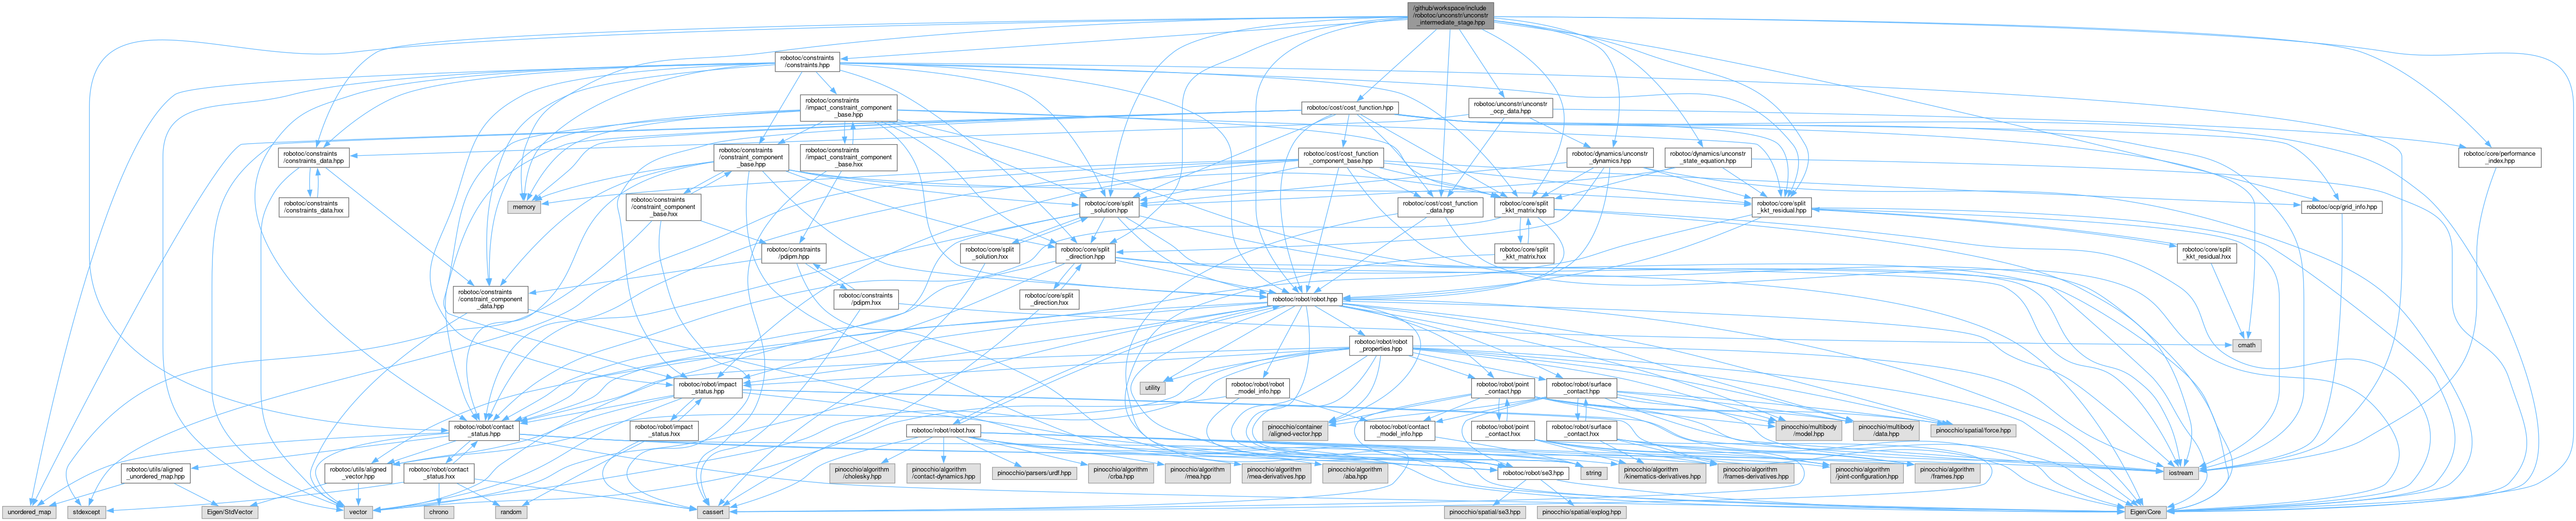 /github/workspace/include
/robotoc/unconstr/unconstr
_intermediate_stage.hpp
robotoc/constraints
/constraints.hpp
robotoc/constraints
/impact_constraint_component
_base.hpp
robotoc/cost/cost_function.hpp
robotoc/unconstr/unconstr
_ocp_data.hpp
robotoc/constraints
/constraints_data.hpp
robotoc/constraints
/constraint_component
_base.hpp
robotoc/constraints
/impact_constraint_component
_base.hxx
robotoc/cost/cost_function
_component_base.hpp
robotoc/dynamics/unconstr
_dynamics.hpp
robotoc/dynamics/unconstr
_state_equation.hpp
robotoc/core/performance
_index.hpp
robotoc/constraints
/constraints_data.hxx
memory
robotoc/constraints
/constraint_component
_base.hxx
robotoc/core/split
_solution.hpp
robotoc/cost/cost_function
_data.hpp
robotoc/core/split
_kkt_matrix.hpp
robotoc/core/split
_kkt_residual.hpp
robotoc/ocp/grid_info.hpp
robotoc/constraints
/pdipm.hpp
robotoc/core/split
_solution.hxx
robotoc/core/split
_direction.hpp
robotoc/core/split
_kkt_matrix.hxx
robotoc/core/split
_kkt_residual.hxx
robotoc/constraints
/constraint_component
_data.hpp
robotoc/constraints
/pdipm.hxx
robotoc/core/split
_direction.hxx
robotoc/robot/robot.hpp
robotoc/robot/robot
_properties.hpp
cmath
robotoc/robot/impact
_status.hpp
utility
robotoc/robot/robot
_model_info.hpp
robotoc/robot/point
_contact.hpp
robotoc/robot/surface
_contact.hpp
robotoc/robot/contact
_status.hpp
robotoc/robot/impact
_status.hxx
robotoc/robot/robot.hxx
pinocchio/container
/aligned-vector.hpp
robotoc/robot/contact
_model_info.hpp
robotoc/robot/point
_contact.hxx
robotoc/robot/surface
_contact.hxx
pinocchio/multibody
/model.hpp
pinocchio/multibody
/data.hpp
pinocchio/spatial/force.hpp
robotoc/utils/aligned
_unordered_map.hpp
robotoc/utils/aligned
_vector.hpp
robotoc/robot/contact
_status.hxx
pinocchio/algorithm
/cholesky.hpp
pinocchio/algorithm
/contact-dynamics.hpp
pinocchio/parsers/urdf.hpp
pinocchio/algorithm
/crba.hpp
pinocchio/algorithm
/rnea.hpp
pinocchio/algorithm
/rnea-derivatives.hpp
pinocchio/algorithm
/aba.hpp
robotoc/robot/se3.hpp
string
pinocchio/algorithm
/kinematics-derivatives.hpp
pinocchio/algorithm
/frames-derivatives.hpp
pinocchio/algorithm
/joint-configuration.hpp
pinocchio/algorithm
/frames.hpp
iostream
unordered_map
stdexcept
Eigen/StdVector
vector
chrono
random
cassert
pinocchio/spatial/se3.hpp
pinocchio/spatial/explog.hpp
Eigen/Core